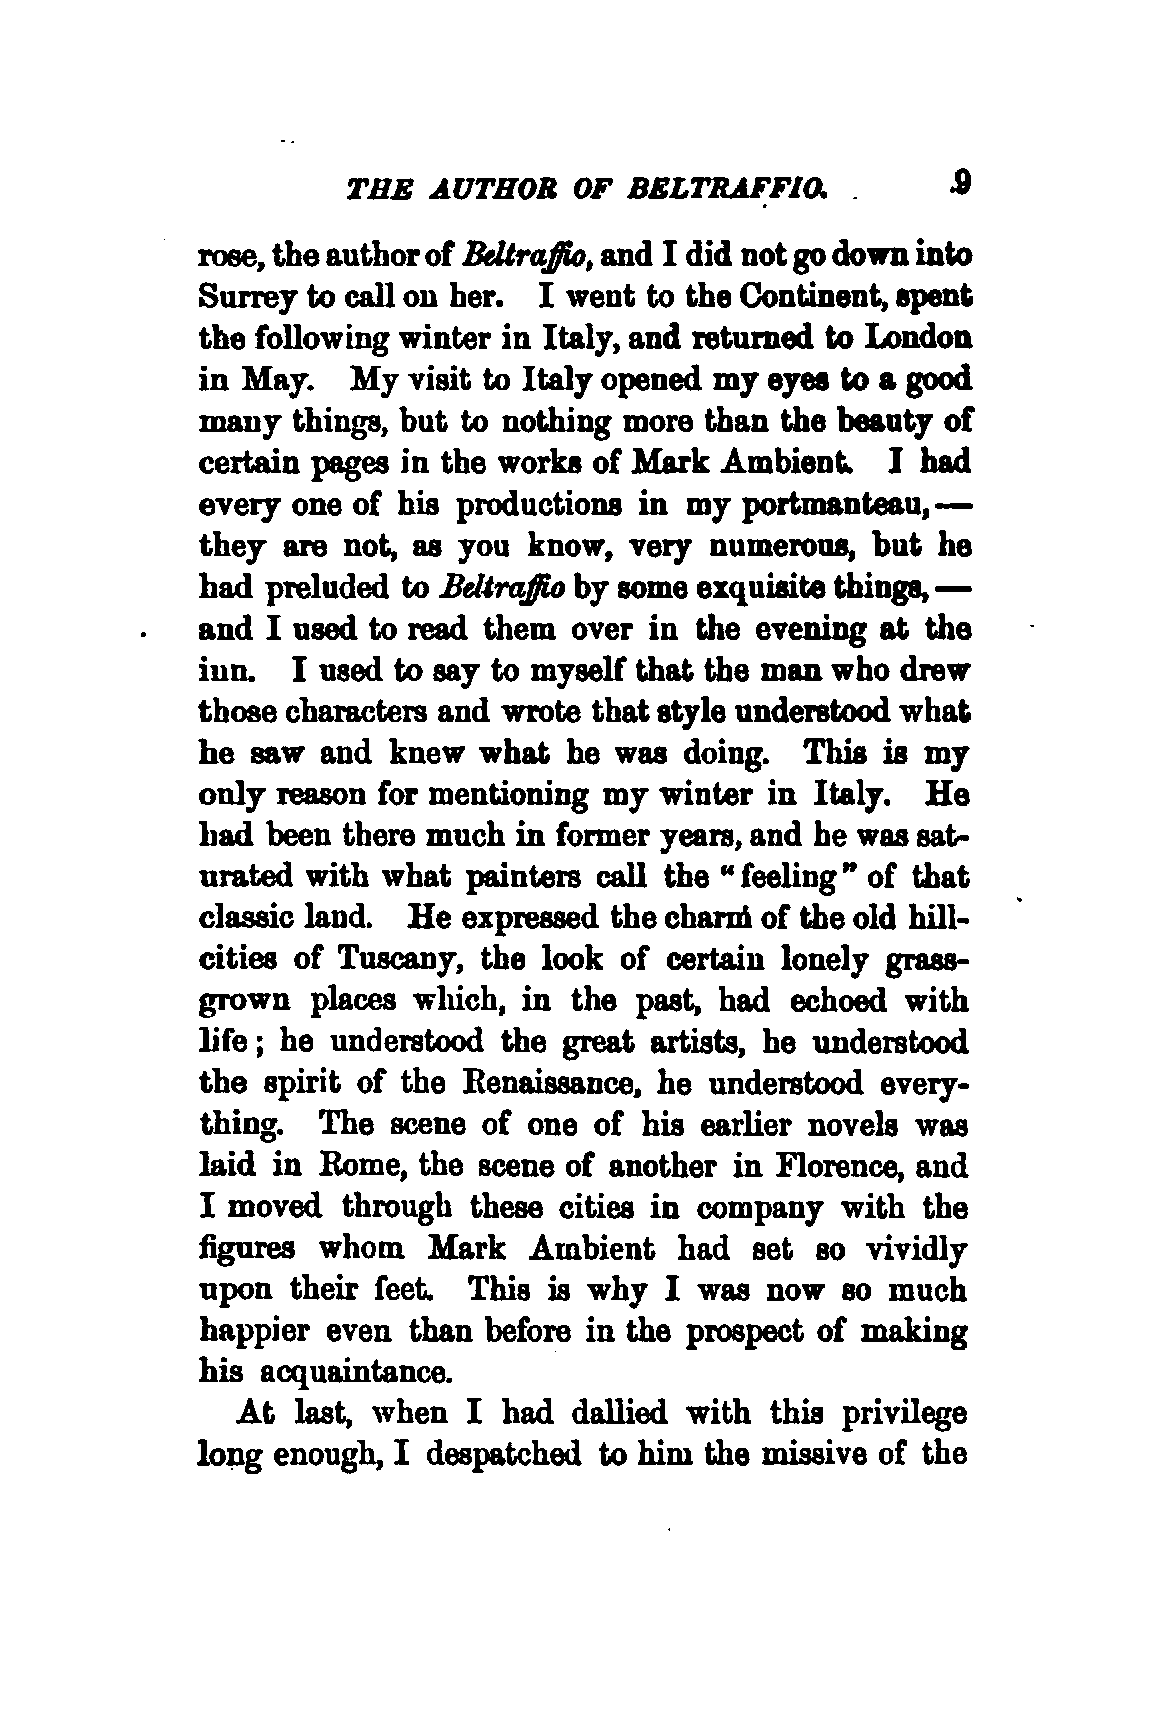 THE AUTHOR OF BELTRAFFIO. 9
rose, the author of Beltraffio, and I did not go down into
Surrey to call on her. I went to the Continent, spent
the following winter in Italy, and returned to London
in May. My visit to Italy opened my eyes to a good
many things, but to nothing more than the beauty of
certain pages in the works of Mark Ambient. I had
every one of his productions in my portmanteau,—
they are not, as you know, very numerous, but he
had preluded to Beltraffio by some exquisite things,—
and I used to read them over in the evening at the
inn. I used to say to myself that the man who drew
those characters and wrote that style understood what
he saw and knew what he was doing. This is my
only reason for mentioning my winter in Italy. He
had been there much in former years, and he was sat-
urated with what painters call the "feeling" of that
classic land. He expressed the charm of the old hill-
cities of Tuscany, the look of certain lonely grass-
grown places which, in the past, had echoed with
life; he understood the great artists, he understood
the spirit of the Renaissance, he understood every-
thing. The scene of one of his earlier novels was
laid in Rome, the scene of another in Florence, and
I moved through these cities in company with the
figures whom Mark Ambient had set so vividly
upon their feet. This is why I was now so much
happier even than before in the prospect of making
his acquaintance.
At last, when I had dallied with this privilege
long enough, I despatched to him the missive of the